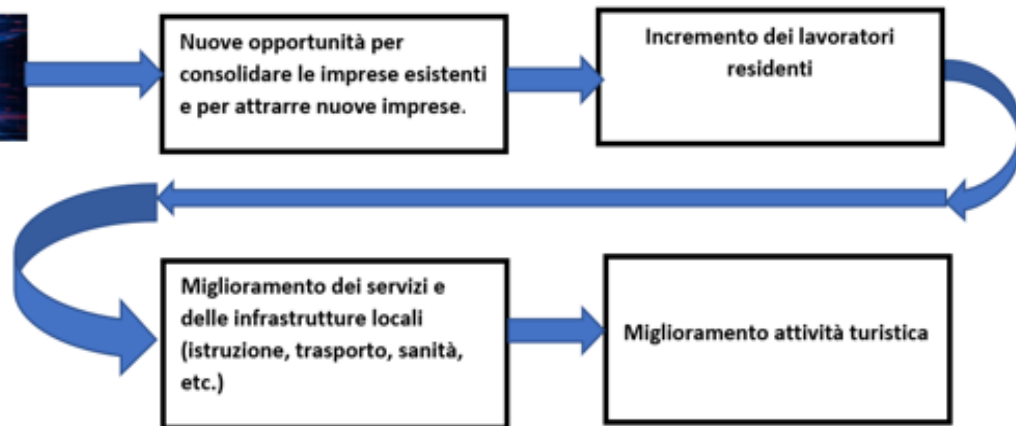 Nuove opportunità per
consolidare le imprese esistenti
e per attrarre nuove imprese.
Incremento dei lavoratori
residenti
Miglioramento dei servizi e
delle infrastrutture locali
(istruzione, trasporto, sanità,
etc.)
Miglioramento attività turistica